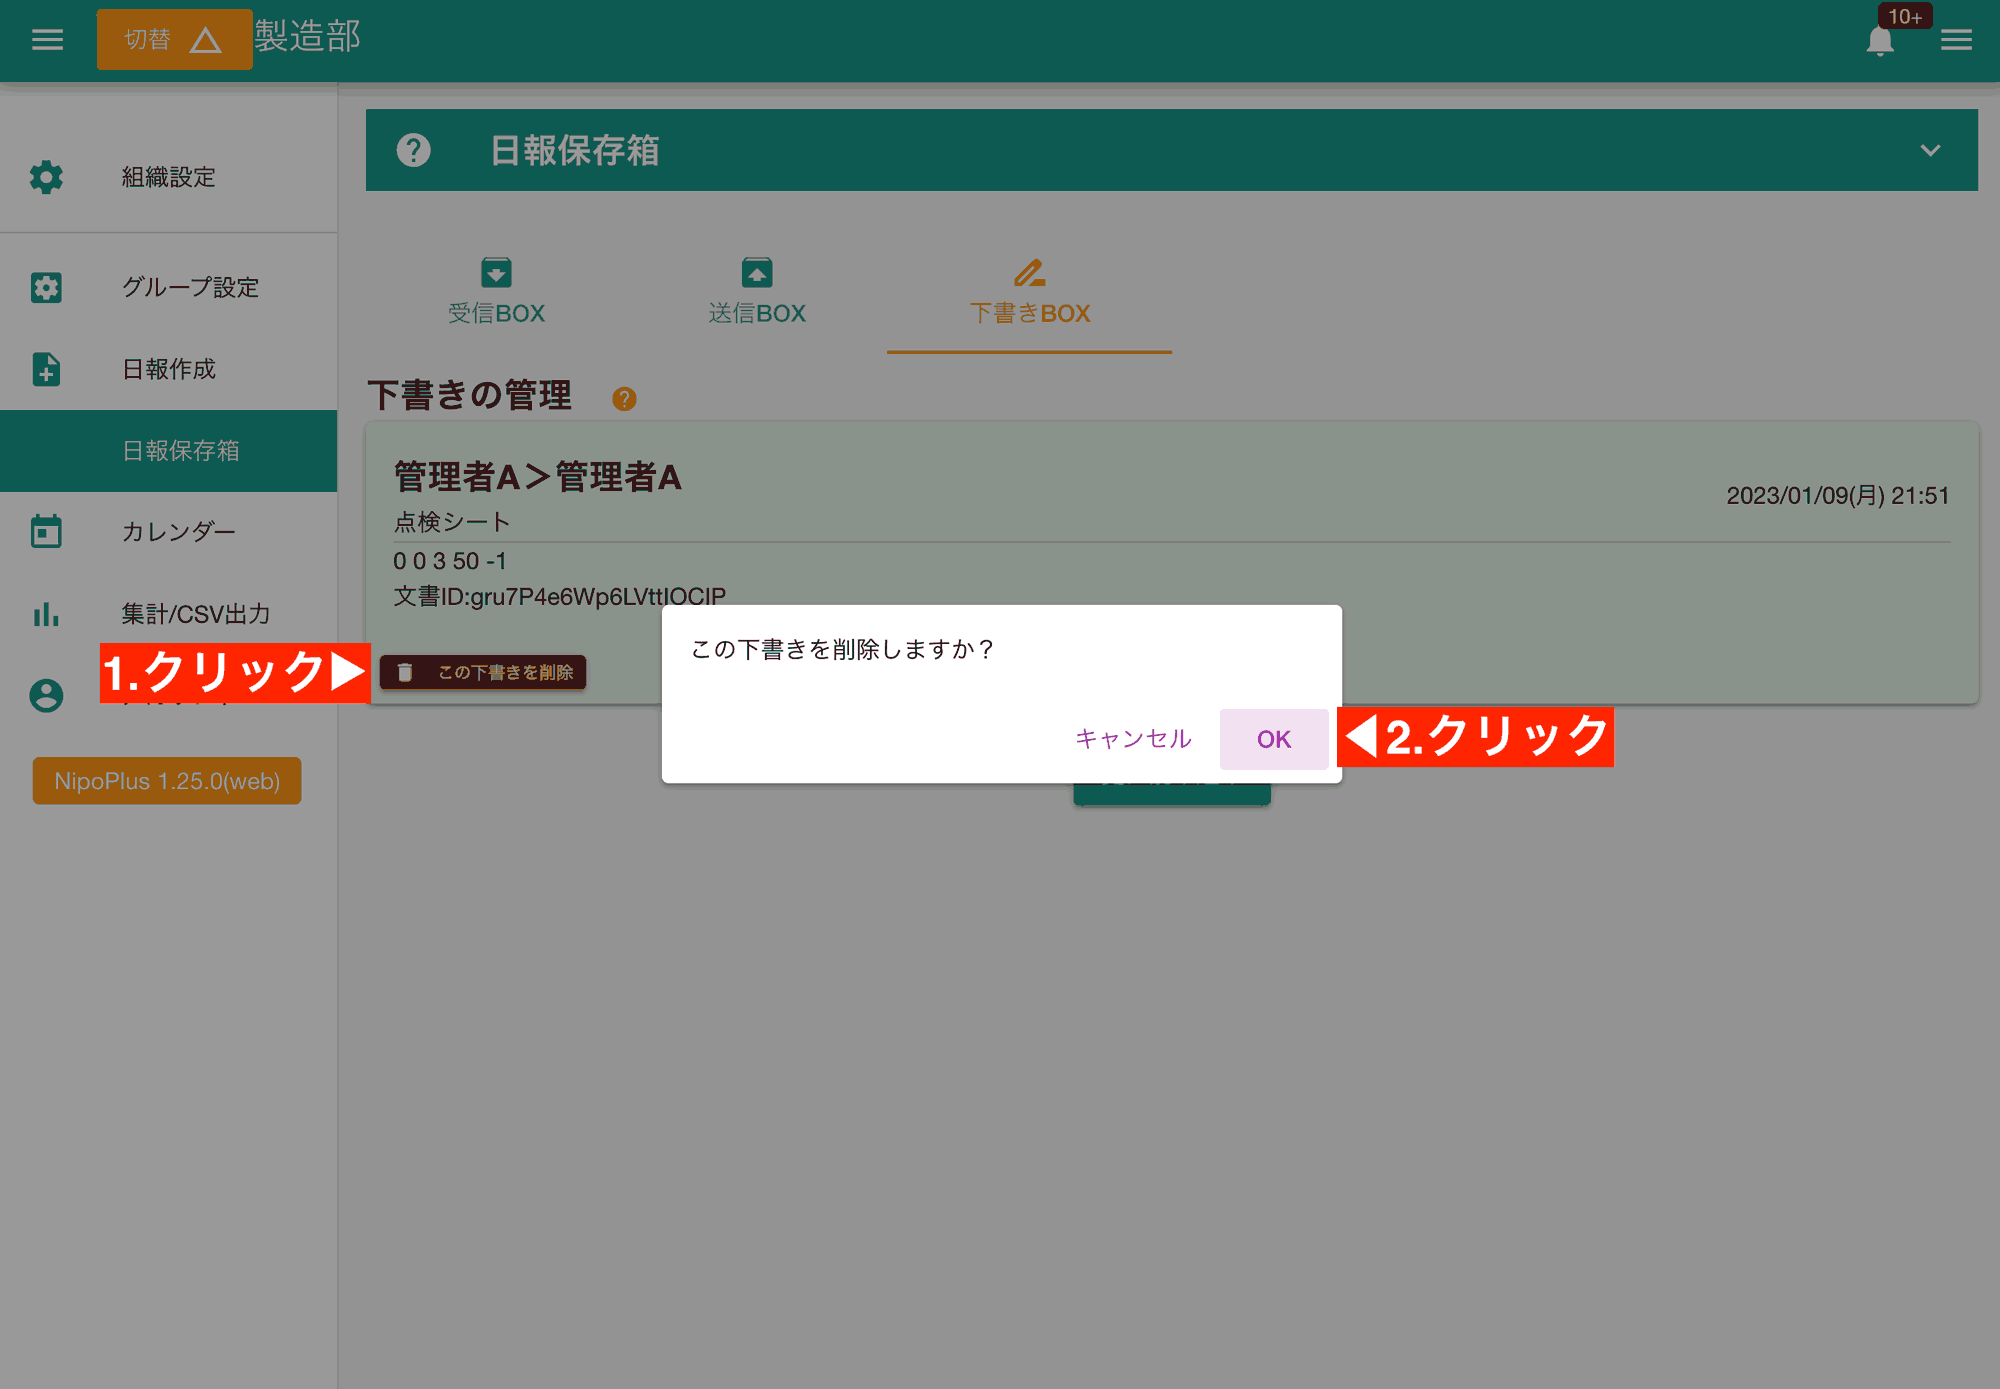 切替 製造部
10+
組織設定
グループ設定
日報作成
日報保存箱
カレンダー
集計/CSV出力
NipoPlus 1.25.0(web)
日報保存箱
受信BOX
送信BOX
下書きBOX
下書きの管理
管理者A＞管理者A
2023/01/09(月) 21:51
点検シート
0 0 3 50 -1
文書ID:gru7P4e6Wp6LVttIOCIP
1.クリック▶
この下書きを削除
この下書きを削除しますか？
キャンセル
OK
◀2.クリック